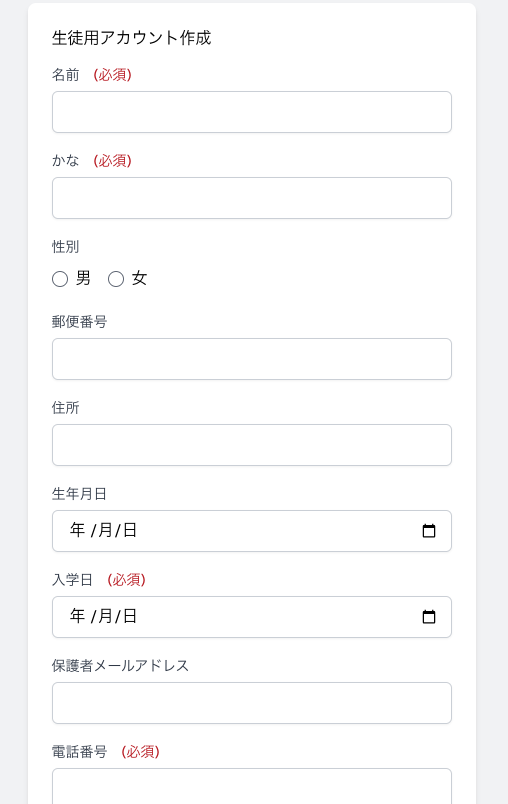 生徒用アカウント作成
名前 (必須)
かな (必須)
性別
男 女
郵便番号
住所
生年月日
年 /月/日
入学日 (必須)
年 /月/日
保護者メールアドレス
電話番号 (必須)